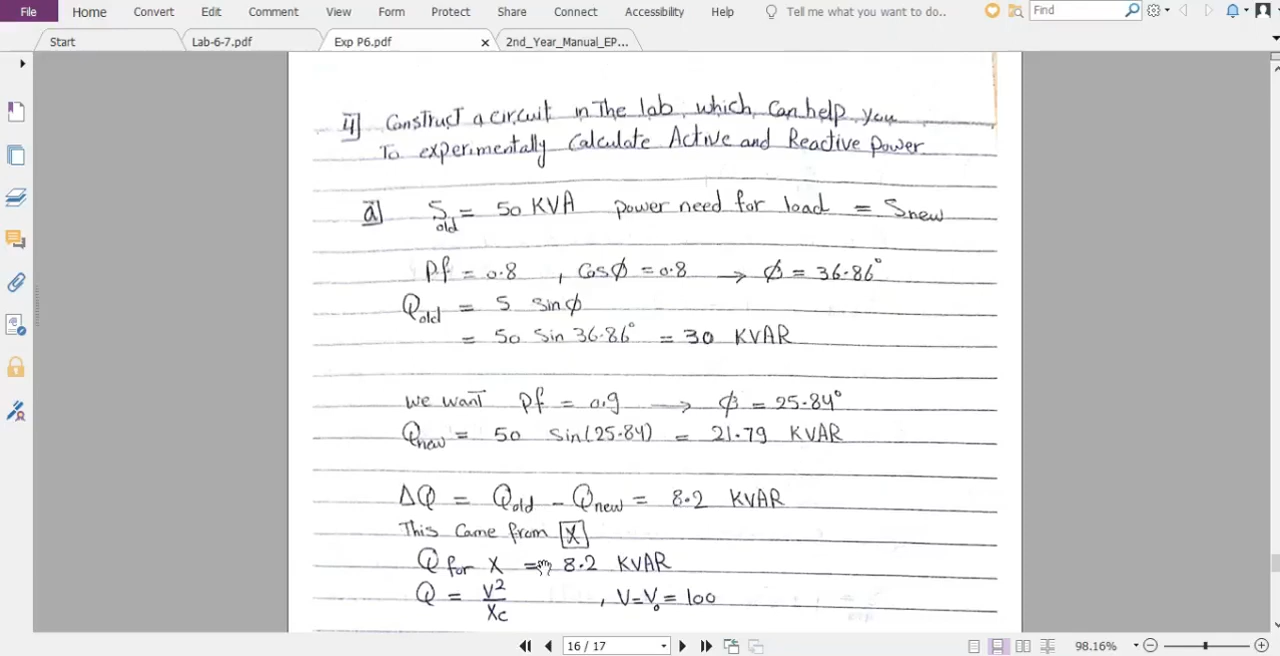 File Home Convert Edit Comment View Form Protect Share Connect Accessibility Help Tell me what you want to do.. Find
Start Lab-6-7.pdf Exp P6.pdf × 2nd_Year_Manual_EP...
4] Construct a circuit in The lab, which can help you
To experimentally Calculate Active and Reactive power
a] S old = 50 KVA power need for load = S new
Pf = 0.8 , Cosϕ = 0.8 → ϕ = 36.86°
Q old = S sinϕ
= 50 sin 36.86° = 30 KVAR
we want Pf = 0.9 → ϕ = 25.84°
Q new = 50 sin(25.84) = 21.79 KVAR
ΔQ = Q old - Q new = 8.2 KVAR
This Came from X
Q for X = 8.2 KVAR
Q = V²/Xc , V=V₀=100
16 / 17 98.16%